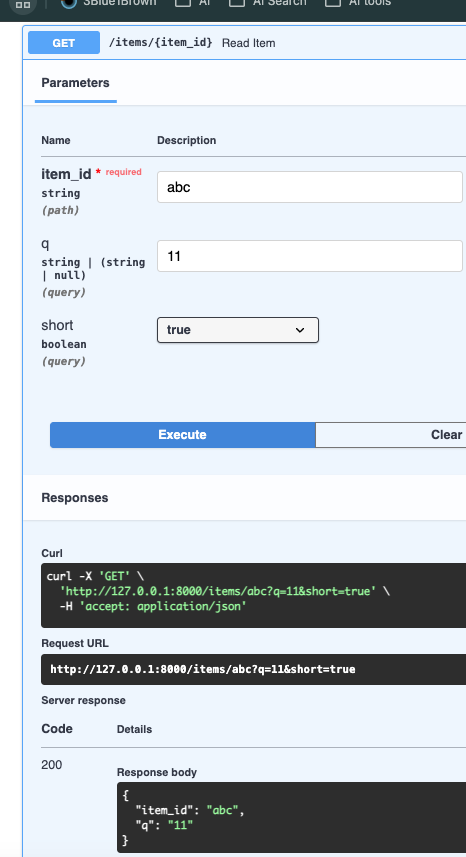 3Blue1Brown AI AI Search AI tools
GET /items/{item_id} Read Item
Parameters
Name Description
item_id * required
string
(path)
abc
q
string | (string
| null)
(query)
11
short
boolean
(query)
true
Execute Clear
Responses
Curl
curl -X 'GET' \
'http://127.0.0.1:8000/items/abc?q=11&short=true' \
-H 'accept: application/json'
Request URL
http://127.0.0.1:8000/items/abc?q=11&short=true
Server response
Code Details
200
Response body
{
"item_id": "abc",
"q": "11"
}